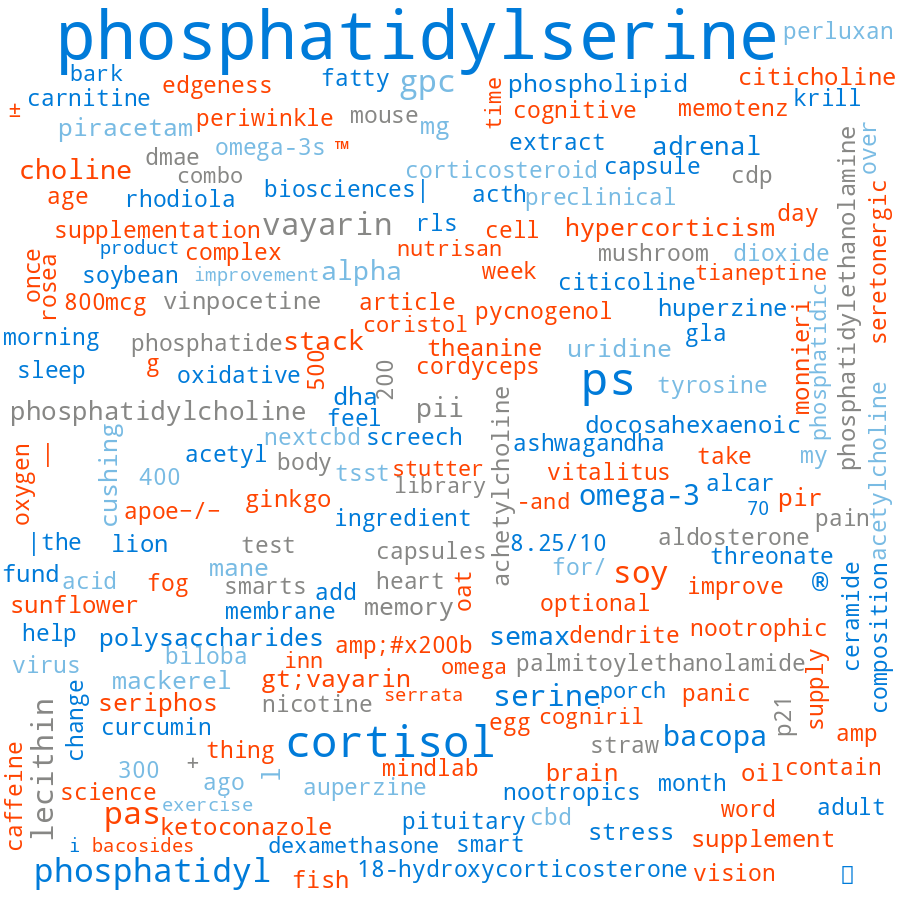 phosphatidylserine
perluxan
bark
edgeness
fatty
gpc
phospholipid
citicholine
carnitine
time
krill
±
periwinkle
mouse
cognitive
memotenz
piracetam
mg
omega-3s
™
extract
adrenal
over
choline
dmae
combo
corticosteroid
capsule
cdp
phosphatidylethanolamine
age
rhodiola
biosciences|
acth
preclinical
seretonergic
supplementation
vayarin
rls
cell
hypercorticism
day
product
complex
nutrisan
mushroom
dioxide
once
rosea
soybean
improvement
alpha
week
citicoline
tianeptine
800mcg
vinpocetine
article
pycnogenol
huperzine
morning
phosphatide
stack
coristol
theanine
uridine
gla
monnieri
phosphatidic
sleep
g
oxidative
500
200
cordyceps
ps
tyrosine
dha
phosphatidylcholine
feel
pii
achetylcholine
docosahexaenoic
acetylcholine
cushing
nextcbd
screech
ashwagandha
take
my
oxygen
|
acetyl
body
tsst
stutter
vitalitus
400
library
alcar
pir
apoe−/−
ginkgo
-and
omega-3
70
ingredient
pain
|the
lion
test
capsules
8.25/10
aldosterone
threonate
fund
acid
fog
mane
smarts
add
heart
oat
for/
soy
improve
®
ceramide
composition
sunflower
membrane
memory
optional
help
polysaccharides
amp;#x200b
semax
dendrite
nootrophic
virus
biloba
inn
omega
palmitoylethanolamide
supply
mackerel
gt;vayarin
serrata
serine
porch
panic
lecithin
change
seriphos
nicotine
egg
cogniril
p21
curcumin
cortisol
straw
bacopa
amp
caffeine
thing
+
mindlab
300
ago
l
auperzine
brain
month
oil
contain
science
exercise
nootropics
pas
ketoconazole
pituitary
cbd
stress
word
adult
supplement
i
bacosides
dexamethasone
smart
phosphatidyl
fish
18-hydroxycorticosterone
vision